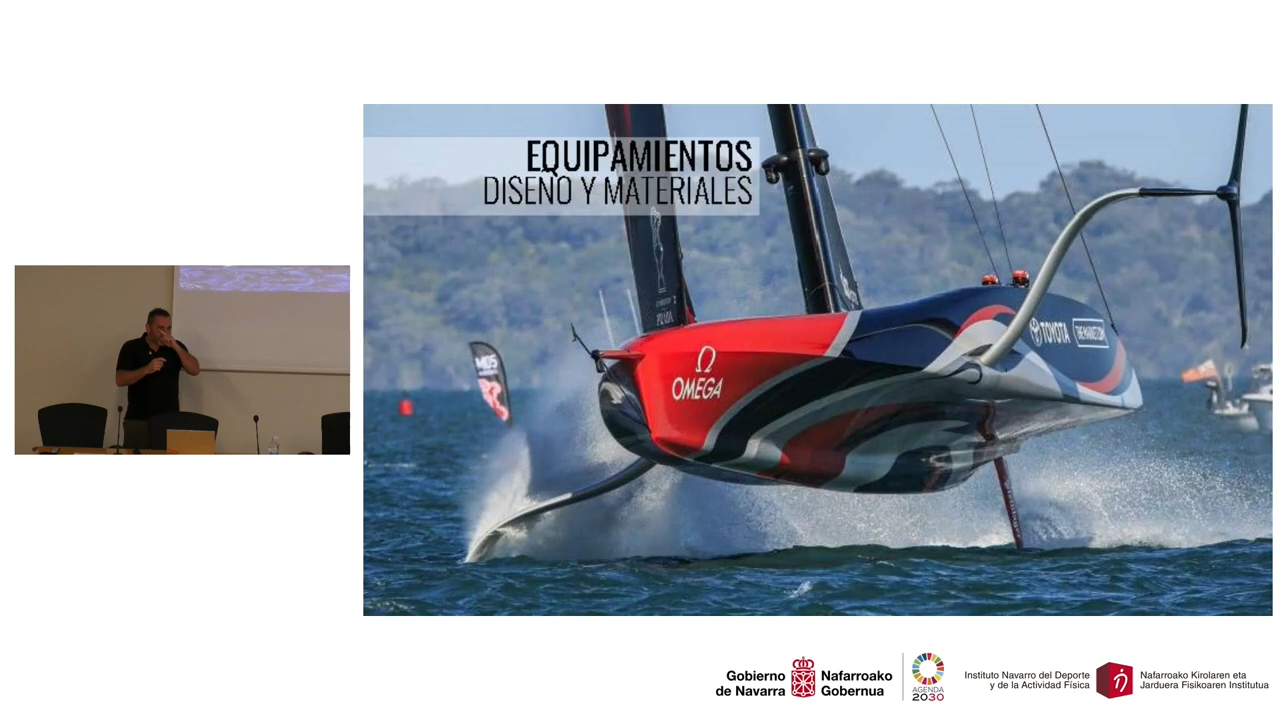 EQUIPAMIENTOS
DISEÑO Y MATERIALES
PRADA
TOYOTA
OMEGA
Gobierno
de Navarra
Nafarroako
Gobernua
AGENDA
2030
Instituto Navarro del Deporte
y de la Actividad Física
Nafarroako Kirolaren eta
Jarduera Fisikoaren Institutua